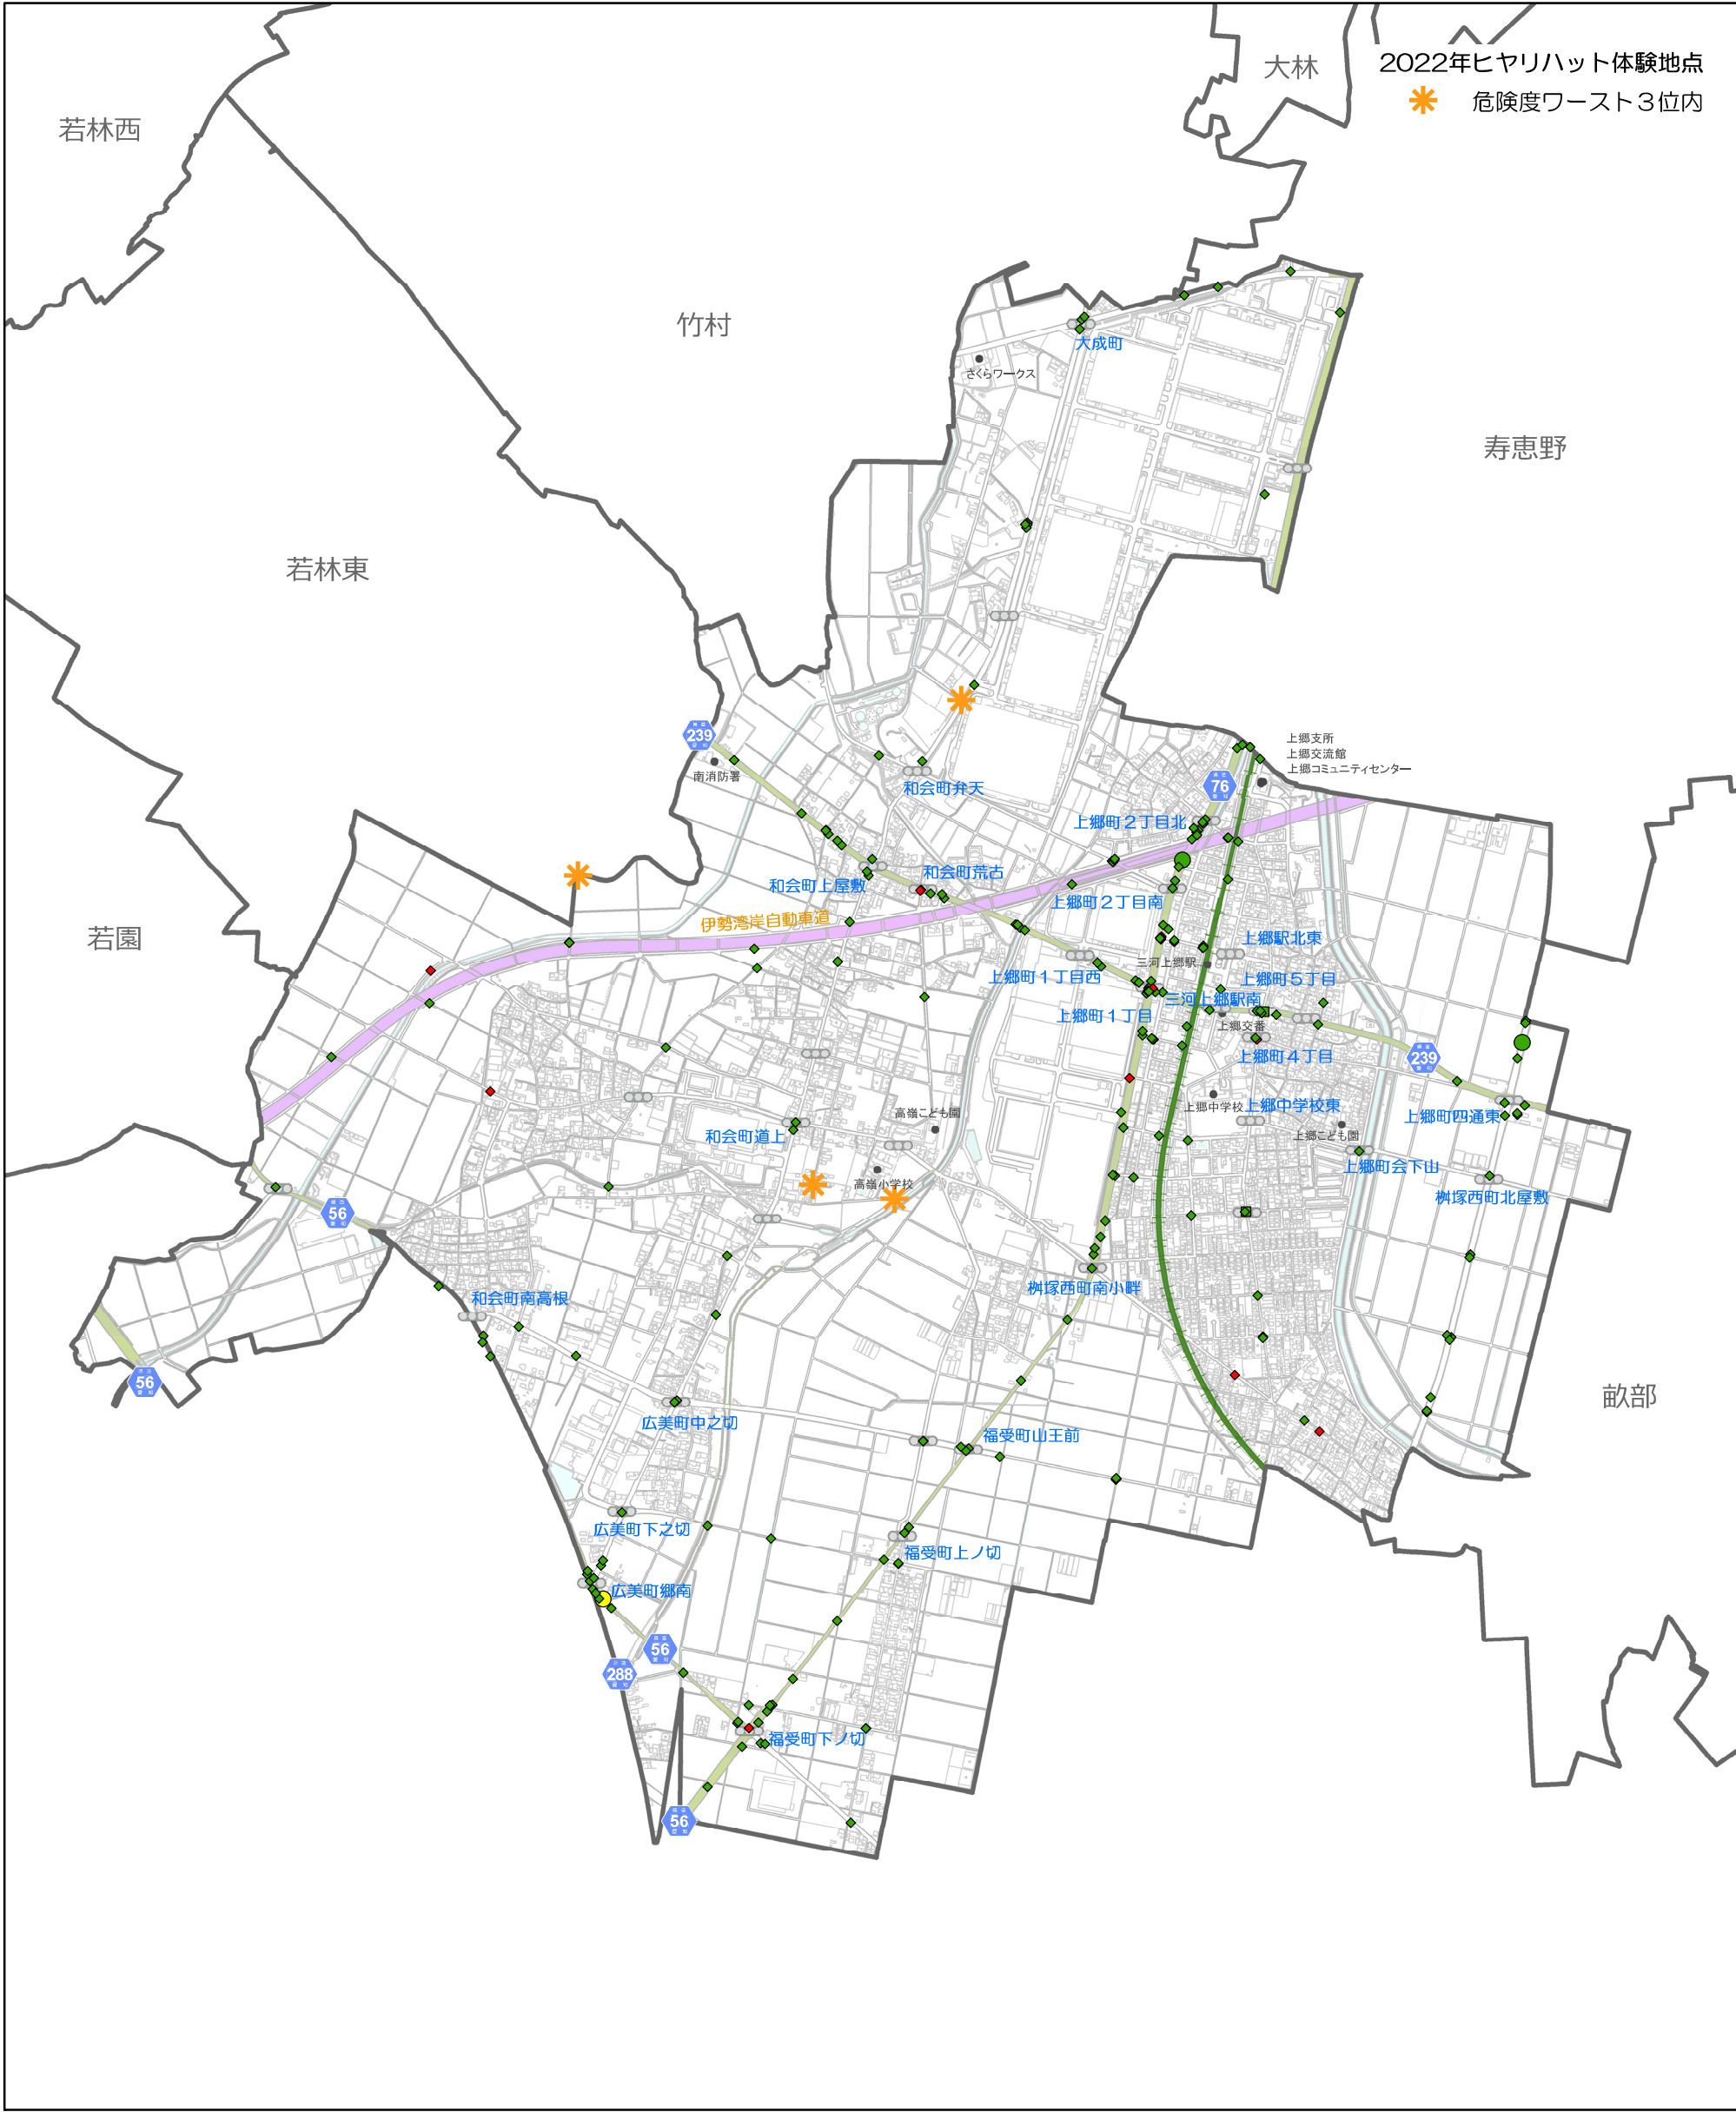 大林
2022年ヒヤリハット体験地点
危険度ワースト3位内
若林西
竹村
大成町
さくらワークス
寿恵野
若林東
239
南消防署
上郷支所
上郷交流館
上郷コミュニティセンター
和会町弁天
76
上郷町2丁目北
和会町上屋敷
和会町荒古
上郷町2丁目南
伊勢湾岸自動車道
若園
上郷駅北東
三河上郷駅
上郷町1丁目西
上郷町5丁目
三河上郷駅南
上郷町1丁目
上郷交番
上郷町4丁目
239
高嶺こども園
上郷中学校
上郷中学校東
上郷町四通東
和会町道上
上郷こども園
上郷町会下山
高嶺小学校
桝塚西町北屋敷
56
和会町南高根
桝塚西町南小畔
56
畝部
広美町中之切
福受町山王前
広美町下之切
福受町上ノ切
広美町郷南
56
288
福受町下ノ切
56